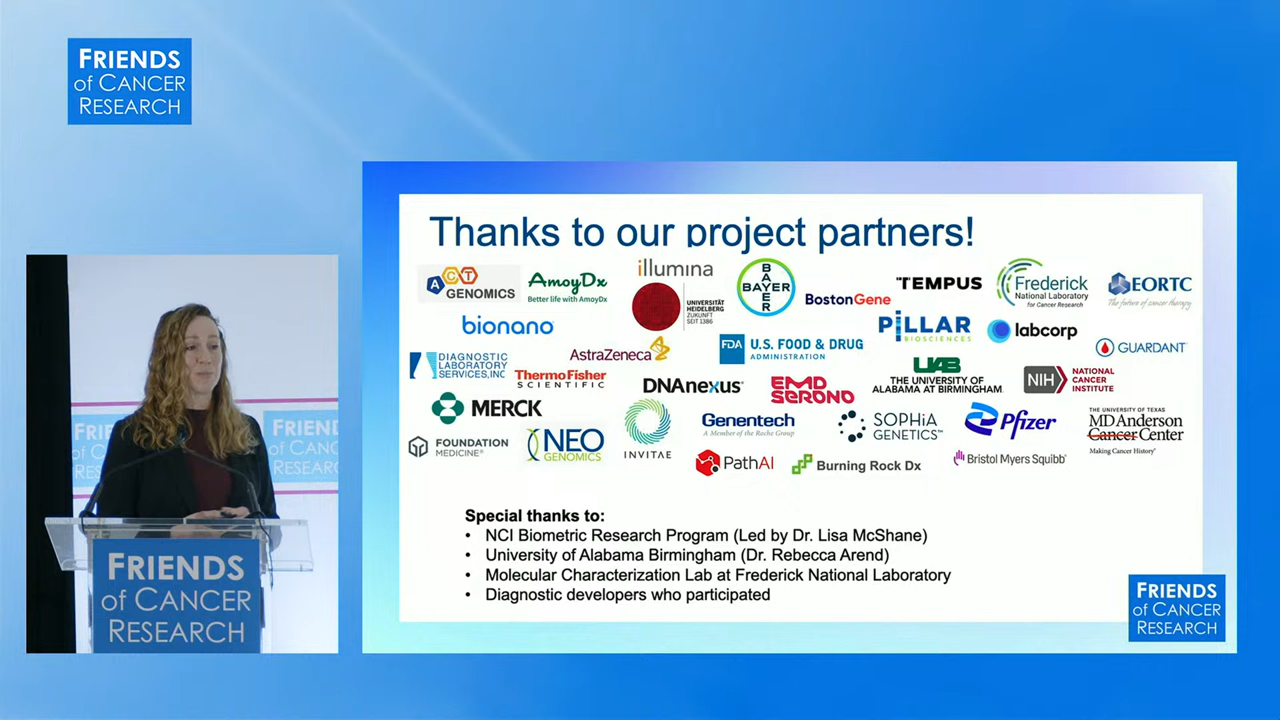 FRIENDS
of CANCER
RESEARCH
Thanks to our project partners!
ACT
GENOMICS
AmoyDx
Better life with AmoyDx
illumina
UNIVERSITÄT
HEIDELBERG
ZUKUNFT
SEIT 1386
BAYER
BAYER
BostonGene
TEMPUS
Frederick
National Laboratory
for Cancer Research
EORTC
The future of cancer therapy
bionano
PiLLAR
BIOSCIENCES
labcorp
DIAGNOSTIC
LABORATORY
SERVICES, INC
AstraZeneca
FDA
U.S. FOOD & DRUG
ADMINISTRATION
GUARDANT
ThermoFisher
SCIENTIFIC
DNAnexus®
EMD
SERONO
UAB
THE UNIVERSITY OF
ALABAMA AT BIRMINGHAM
NIH
NATIONAL
CANCER
INSTITUTE
MERCK
INVITAE
Genentech
A Member of the Roche Group
SOPHiA
GENETICS™
Pfizer
THE UNIVERSITY OF TEXAS
MD Anderson
Cancer Center
Making Cancer History®
FOUNDATION
MEDICINE®
NEO
GENOMICS
PathAI
Burning Rock Dx
Bristol Myers Squibb®
Special thanks to:
• NCI Biometric Research Program (Led by Dr. Lisa McShane)
• University of Alabama Birmingham (Dr. Rebecca Arend)
• Molecular Characterization Lab at Frederick National Laboratory
• Diagnostic developers who participated
FRIENDS
of CANCER
RESEARCH
FRIENDS
of CANCER
RESEARCH